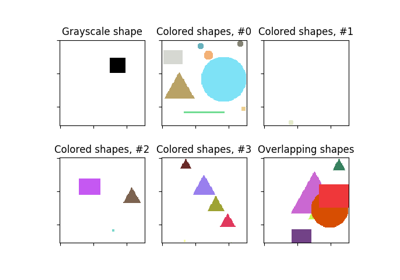 Grayscale shape
Colored shapes, #0
Colored shapes, #1
Colored shapes, #2
Colored shapes, #3
Overlapping shapes